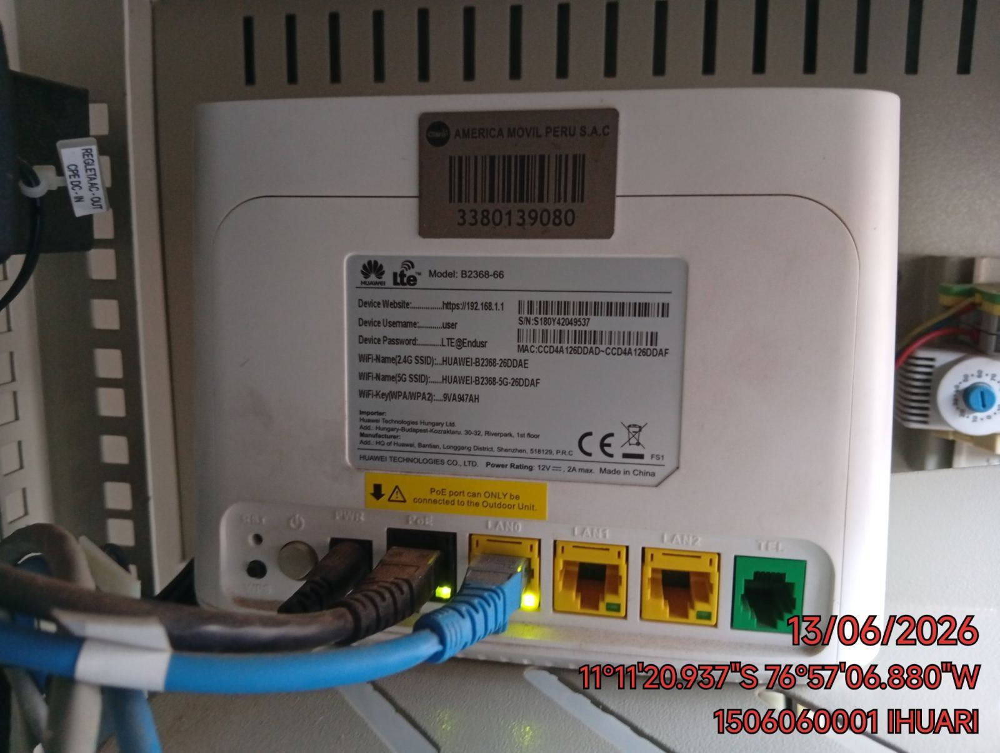 REGLETA AC - OUT
CPE DC - IN
Claro AMERICA MOVIL PERU S.A.C
3380139080
HUAWEI Lte™ Model: B2368-66
Device Website:...............https://192.168.1.1
S/N:S180Y42049537
Device Username:...........user
Device Password:...........LTE@Endusr
MAC:CCD4A126DDAD~CCD4A126DDAF
WiFi-Name(2.4G SSID):...HUAWEI-B2368-26DDAE
WiFi-Name(5G SSID):......HUAWEI-B2368-5G-26DDAF
WiFi-Key(WPA/WPA2):....9VA947AH
Importer:
Huawei Technologies Hungary Ltd.
Add.: Hungary-Budapest-Kozraktaru. 30-32, Riverpark, 1st floor
Manufacturer:
Add.: HQ of Huawei, Bantian, Longgang District, Shenzhen, 518129, P.R.C
CE
FS1
HUAWEI TECHNOLOGIES CO., LTD. Power Rating: 12V⎓, 2A max. Made in China
PoE port can ONLY be
connected to the Outdoor Unit.
RST PWR PoE LAN0 LAN1 LAN2 TEL
WPS
13/06/2026
11°11'20.937"S 76°57'06.880"W
1506060001 IHUARI